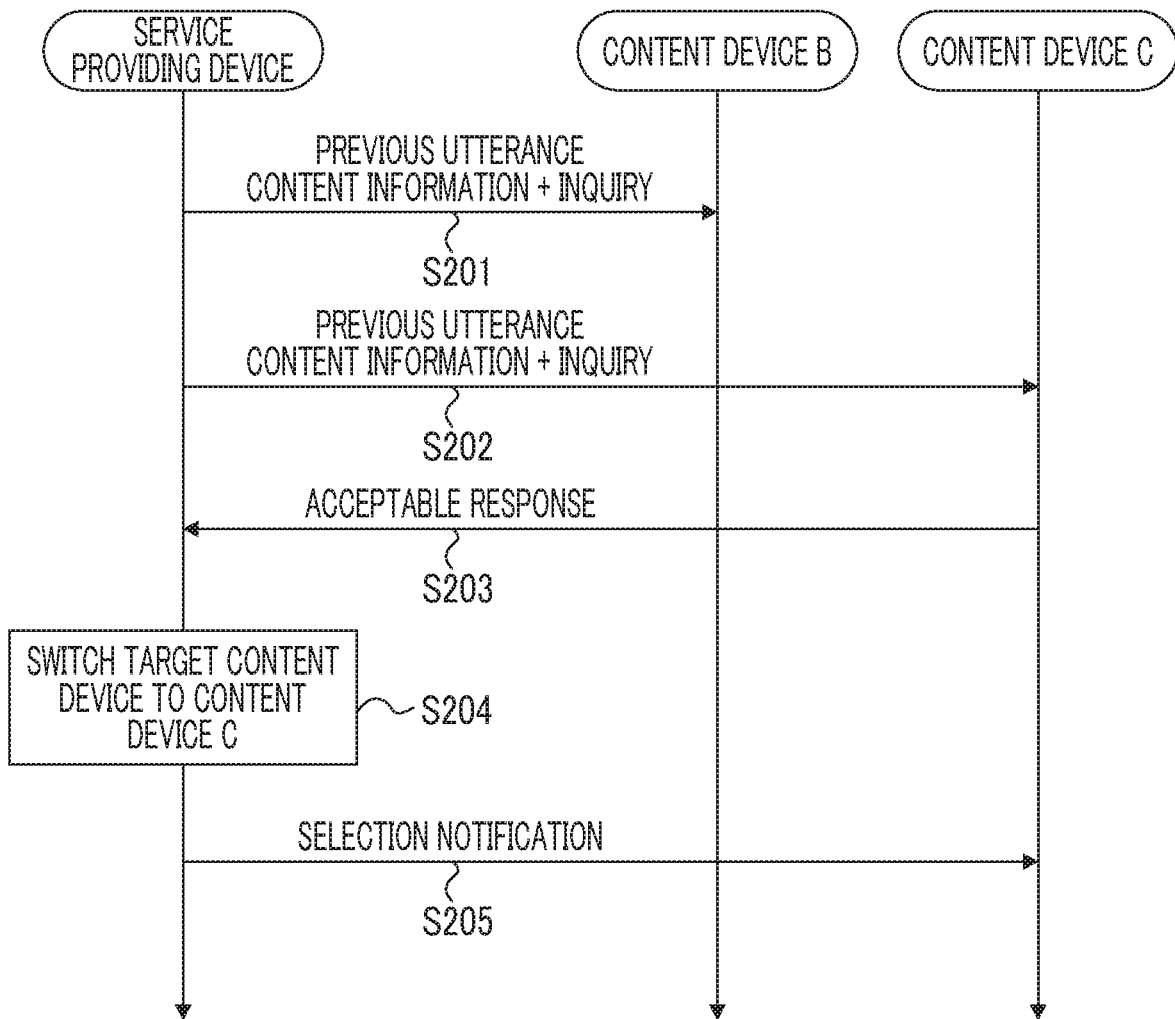 SERVICE
PROVIDING DEVICE
CONTENT DEVICE B
CONTENT DEVICE C
PREVIOUS UTTERANCE
CONTENT INFORMATION + INQUIRY
S201
PREVIOUS UTTERANCE
CONTENT INFORMATION + INQUIRY
S202
ACCEPTABLE RESPONSE
S203
SWITCH TARGET CONTENT
DEVICE TO CONTENT
DEVICE C
S204
SELECTION NOTIFICATION
S205